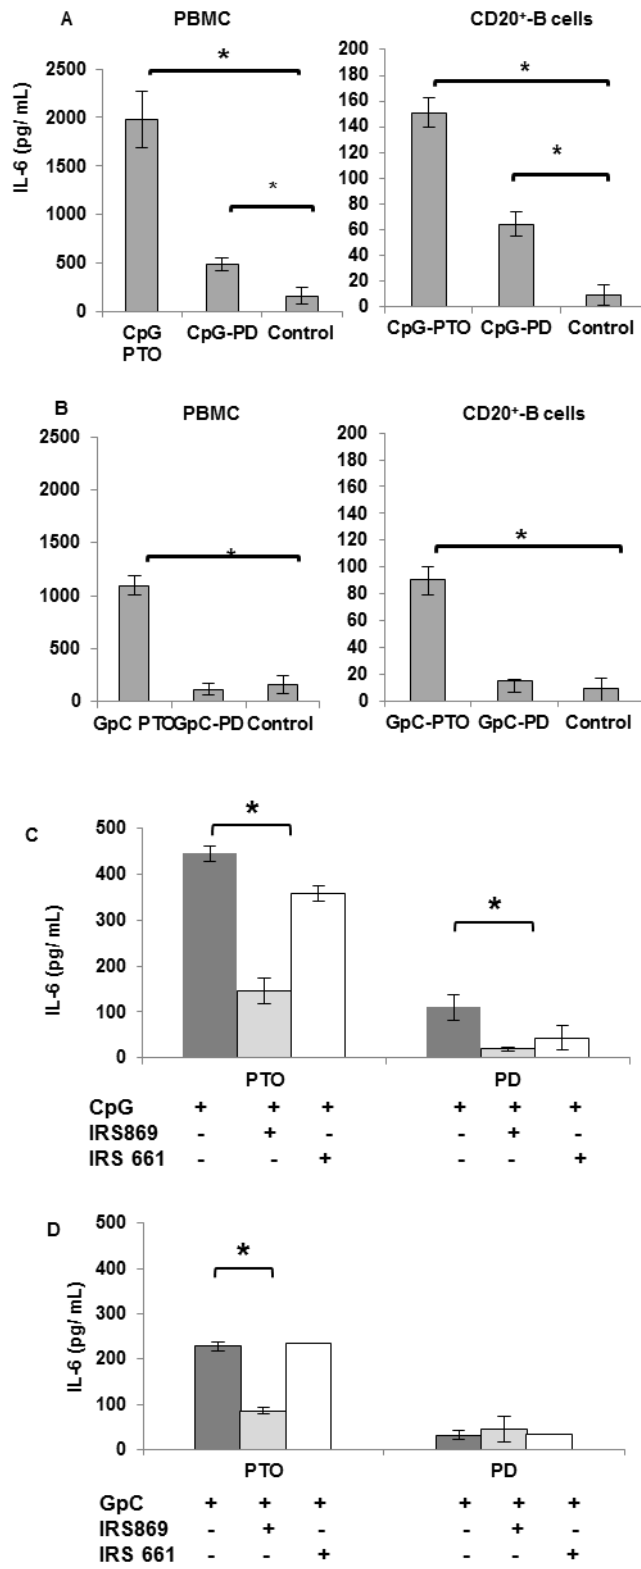 A PBMC CD20⁺-B cells
IL-6 (pg/ mL)
2500
2000
1500
1000
500
0
CpG PTO CpG-PD Control
*
*
200
180
160
140
120
100
80
60
40
20
0
CpG-PTO CpG-PD Control
*
*
B PBMC CD20⁺-B cells
2500
2000
1500
1000
500
0
GpC PTO GpC-PD Control
*
200
180
160
140
120
100
80
60
40
20
0
GpC-PTO GpC-PD Control
*
C
IL-6 (pg/ mL)
500
400
300
200
100
0
*
*
PTO PD
CpG + + + + + +
IRS869 - + - - + -
IRS 661 - - + - - +
D
IL-6 (pg/ mL)
500
400
300
200
100
0
*
PTO PD
GpC + + + + + +
IRS869 - + - - + -
IRS 661 - - + - - +